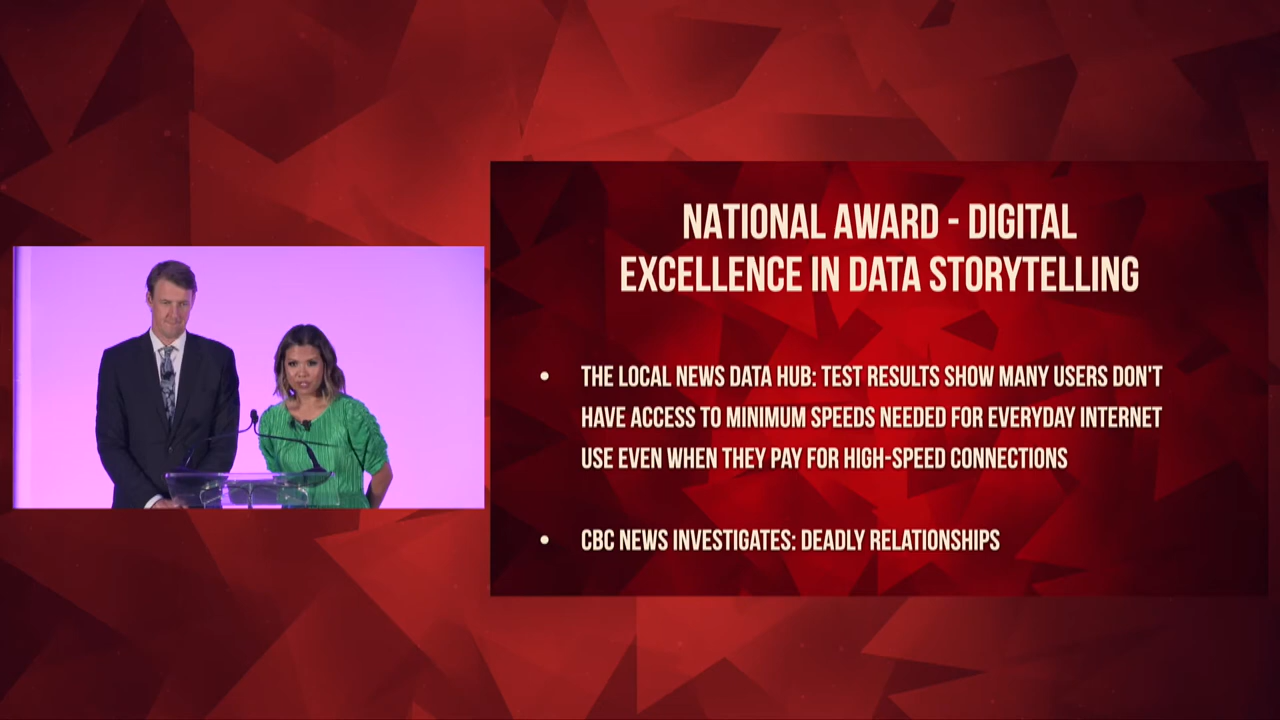 NATIONAL AWARD - DIGITAL
EXCELLENCE IN DATA STORYTELLING
• THE LOCAL NEWS DATA HUB: TEST RESULTS SHOW MANY USERS DON'T
HAVE ACCESS TO MINIMUM SPEEDS NEEDED FOR EVERYDAY INTERNET
USE EVEN WHEN THEY PAY FOR HIGH-SPEED CONNECTIONS
• CBC NEWS INVESTIGATES: DEADLY RELATIONSHIPS